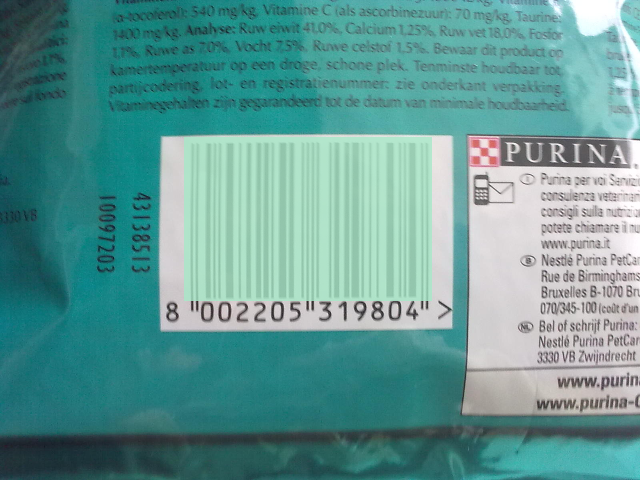 (α-tocoferol): 540 mg/kg, Vitamine C (als ascorbinezuur): 70 mg/kg, Taurine:
1400 mg/kg. Analyse: Ruw eiwit 41,0%, Calcium 1,25%, Ruw vet 18,0%, Fosfor
1,1%, Ruwe as 7,0%, Vocht 7,5%, Ruwe celstof 1,5%. Bewaar dit product op
kamertemperatuur op een droge, schone plek. Tenminste houdbaar tot
partijcodering, lot- en registratienummer: zie onderkant verpakking.
Vitaminegehalten zijn gegarandeerd tot de datum van minimale houdbaarheid.
3330 VB
10097203
43138513
8 "002205"319804" >
PURINA
I Purina per voi Servizi
consulenza veterinar
consigli sulla nutrizi
potete chiamare il nu
www.purina.it
B Nestlé Purina PetCar
Rue de Birminghams
Bruxelles B-1070 Bru
070/345-100 (coût d'un
NL Bel of schrijf Purina:
Nestlé Purina PetCar
3330 VB Zwijndrecht
www.purin
www.purina-